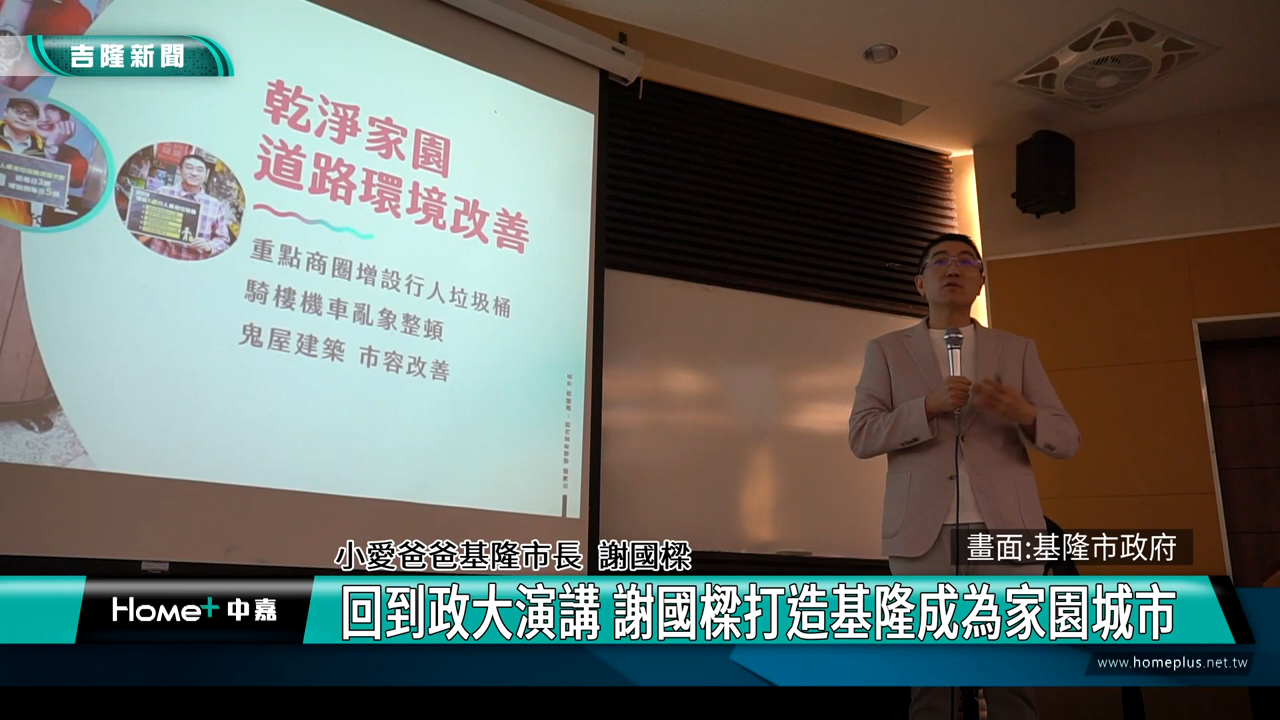 吉隆新聞
乾淨家園
道路環境改善
重點商圈增設行人垃圾桶
騎樓機車亂象整頓
鬼屋建築 市容改善
畫面:基隆市政府
小愛爸爸基隆市長 謝國樑
Home+中嘉
回到政大演講 謝國樑打造基隆成為家園城市
www.homeplus.net.tw